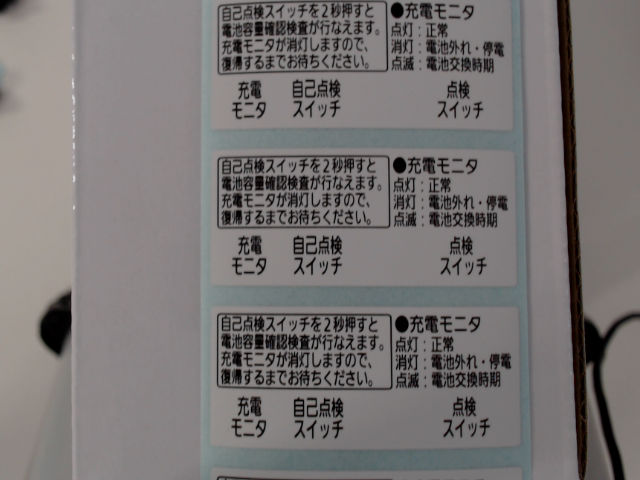 自己点検スイッチを2秒押すと
電池容量確認検査が行なえます。
充電モニタが消灯しますので、
復帰するまでお待ちください。
●充電モニタ
点灯：正常
消灯：電池外れ・停電
点滅：電池交換時期
充電
モニタ
自己点検
スイッチ
点検
スイッチ
自己点検スイッチを2秒押すと
電池容量確認検査が行なえます。
充電モニタが消灯しますので、
復帰するまでお待ちください。
●充電モニタ
点灯：正常
消灯：電池外れ・停電
点滅：電池交換時期
充電
モニタ
自己点検
スイッチ
点検
スイッチ
自己点検スイッチを2秒押すと
電池容量確認検査が行なえます。
充電モニタが消灯しますので、
復帰するまでお待ちください。
●充電モニタ
点灯：正常
消灯：電池外れ・停電
点滅：電池交換時期
充電
モニタ
自己点検
スイッチ
点検
スイッチ